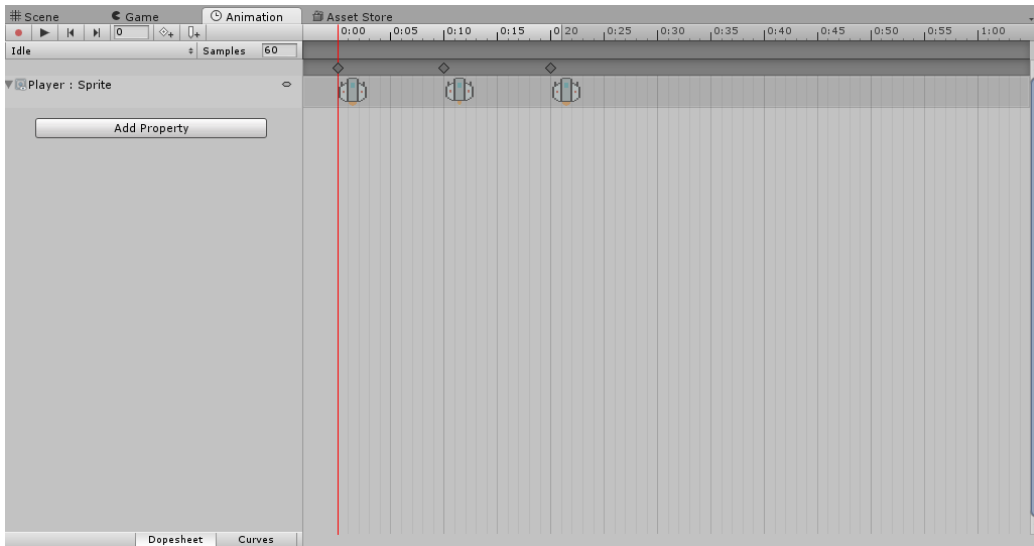 Scene Game Animation Asset Store
0 0:00 0:05 0:10 0:15 0:20 0:25 0:30 0:35 0:40 0:45 0:50 0:55 1:00
Idle Samples 60
Player : Sprite
Add Property
Dopesheet Curves